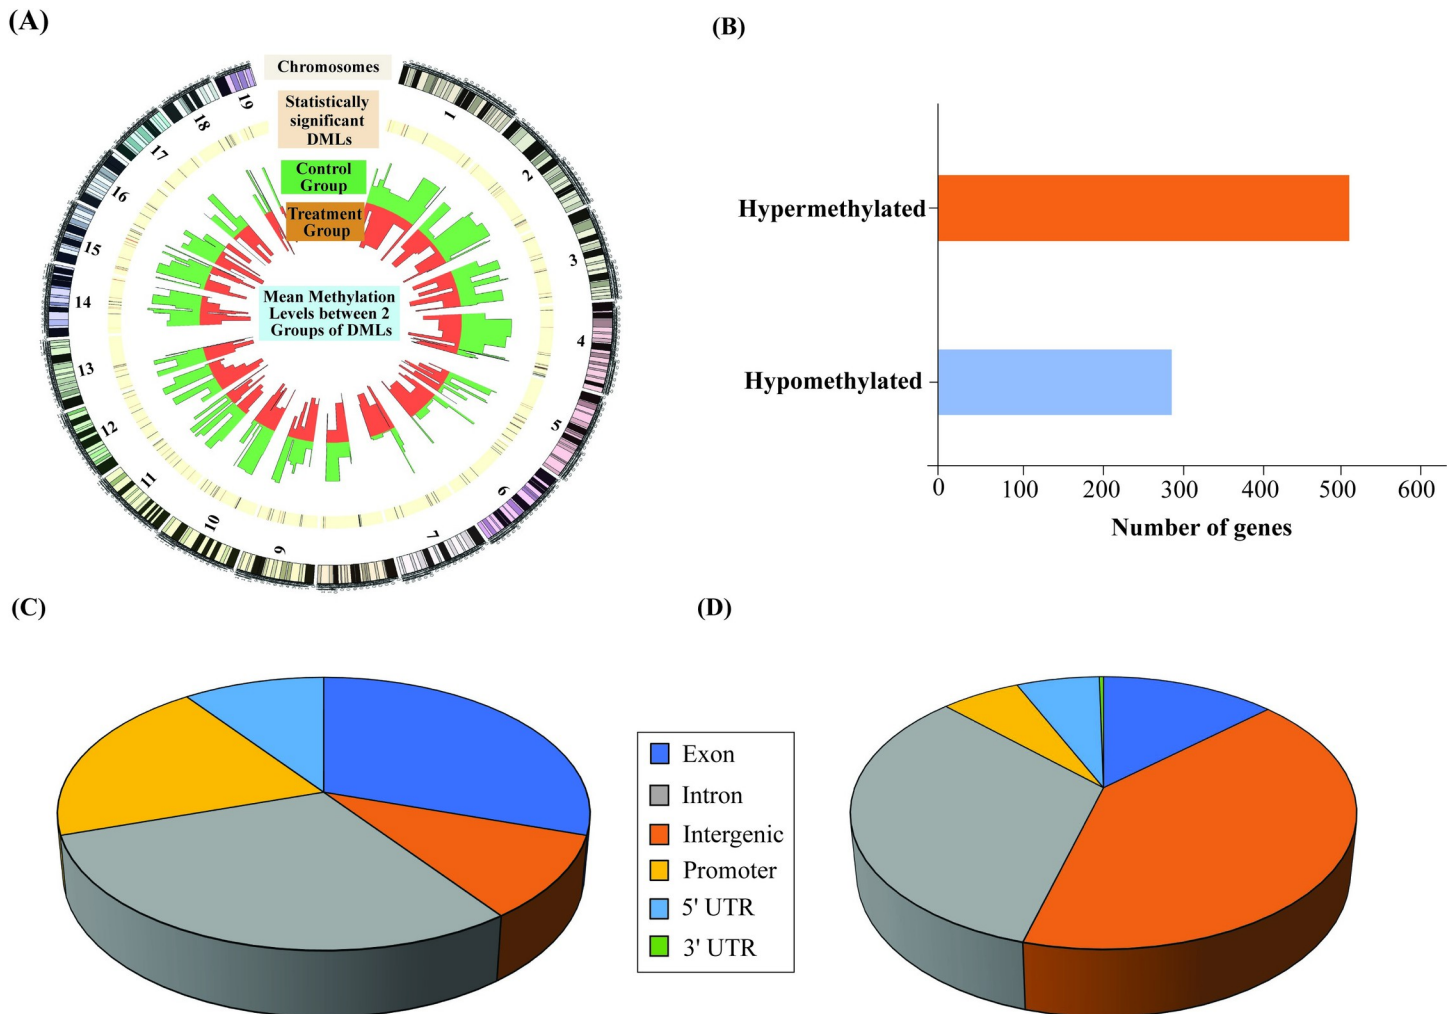 (A)
Chromosomes
Statistically
significant
DMLs
Control
Group
Treatment
Group
Mean Methylation
Levels between 2
Groups of DMLs
1
2
3
4
5
6
7
9
10
11
12
13
14
15
16
17
18
19
(B)
Hypermethylated
Hypomethylated
0 100 200 300 400 500 600
Number of genes
(C)
(D)
Exon
Intron
Intergenic
Promoter
5' UTR
3' UTR